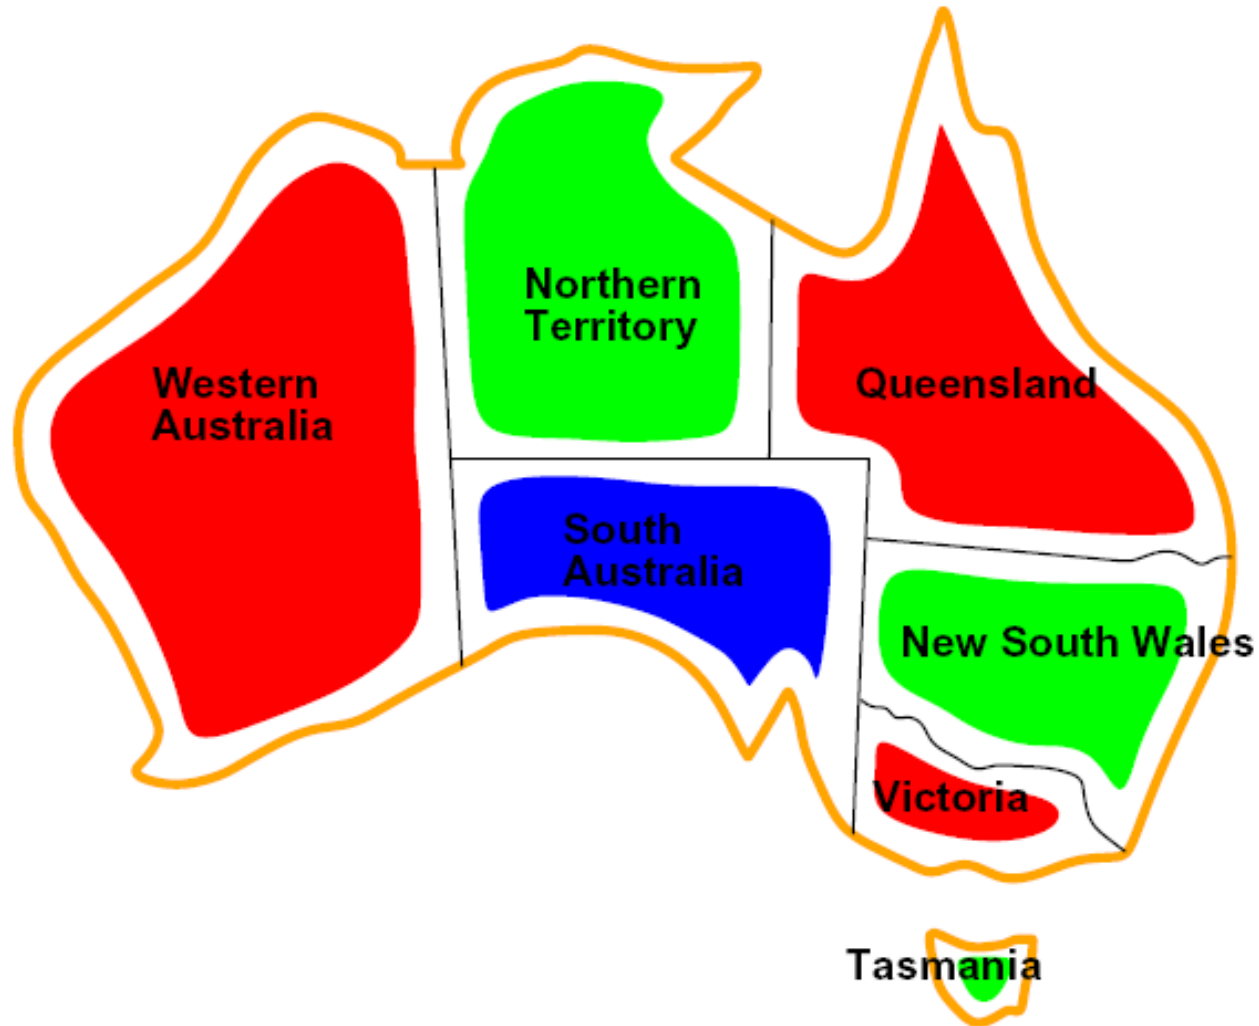 Northern
Territory
Western
Australia
Queensland
South
Australia
New South Wales
Victoria
Tasmania